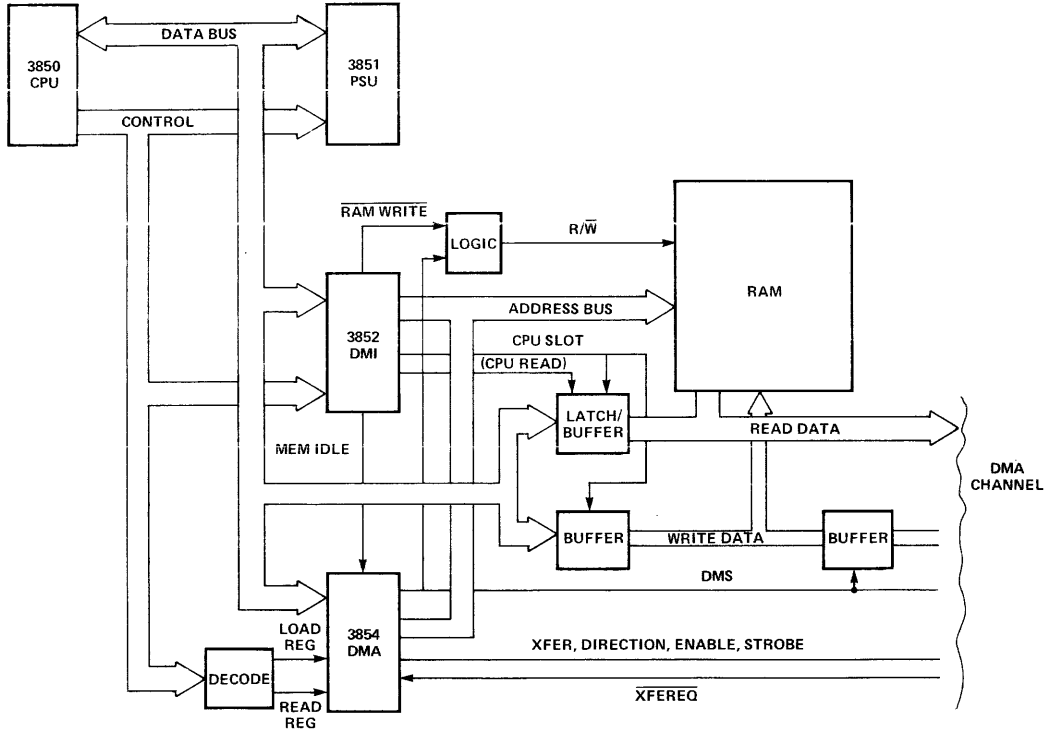 DATA BUS
3850
CPU
3851
PSU
CONTROL
RAM WRITE
LOGIC
R/W
RAM
ADDRESS BUS
3852
DMI
CPU SLOT
(CPU READ)
LATCH/
BUFFER
READ DATA
MEM IDLE
DMA
CHANNEL
BUFFER
WRITE DATA
BUFFER
DMS
3854
DMA
LOAD
REG
XFER, DIRECTION, ENABLE, STROBE
DECODE
XFEREQ
READ
REG